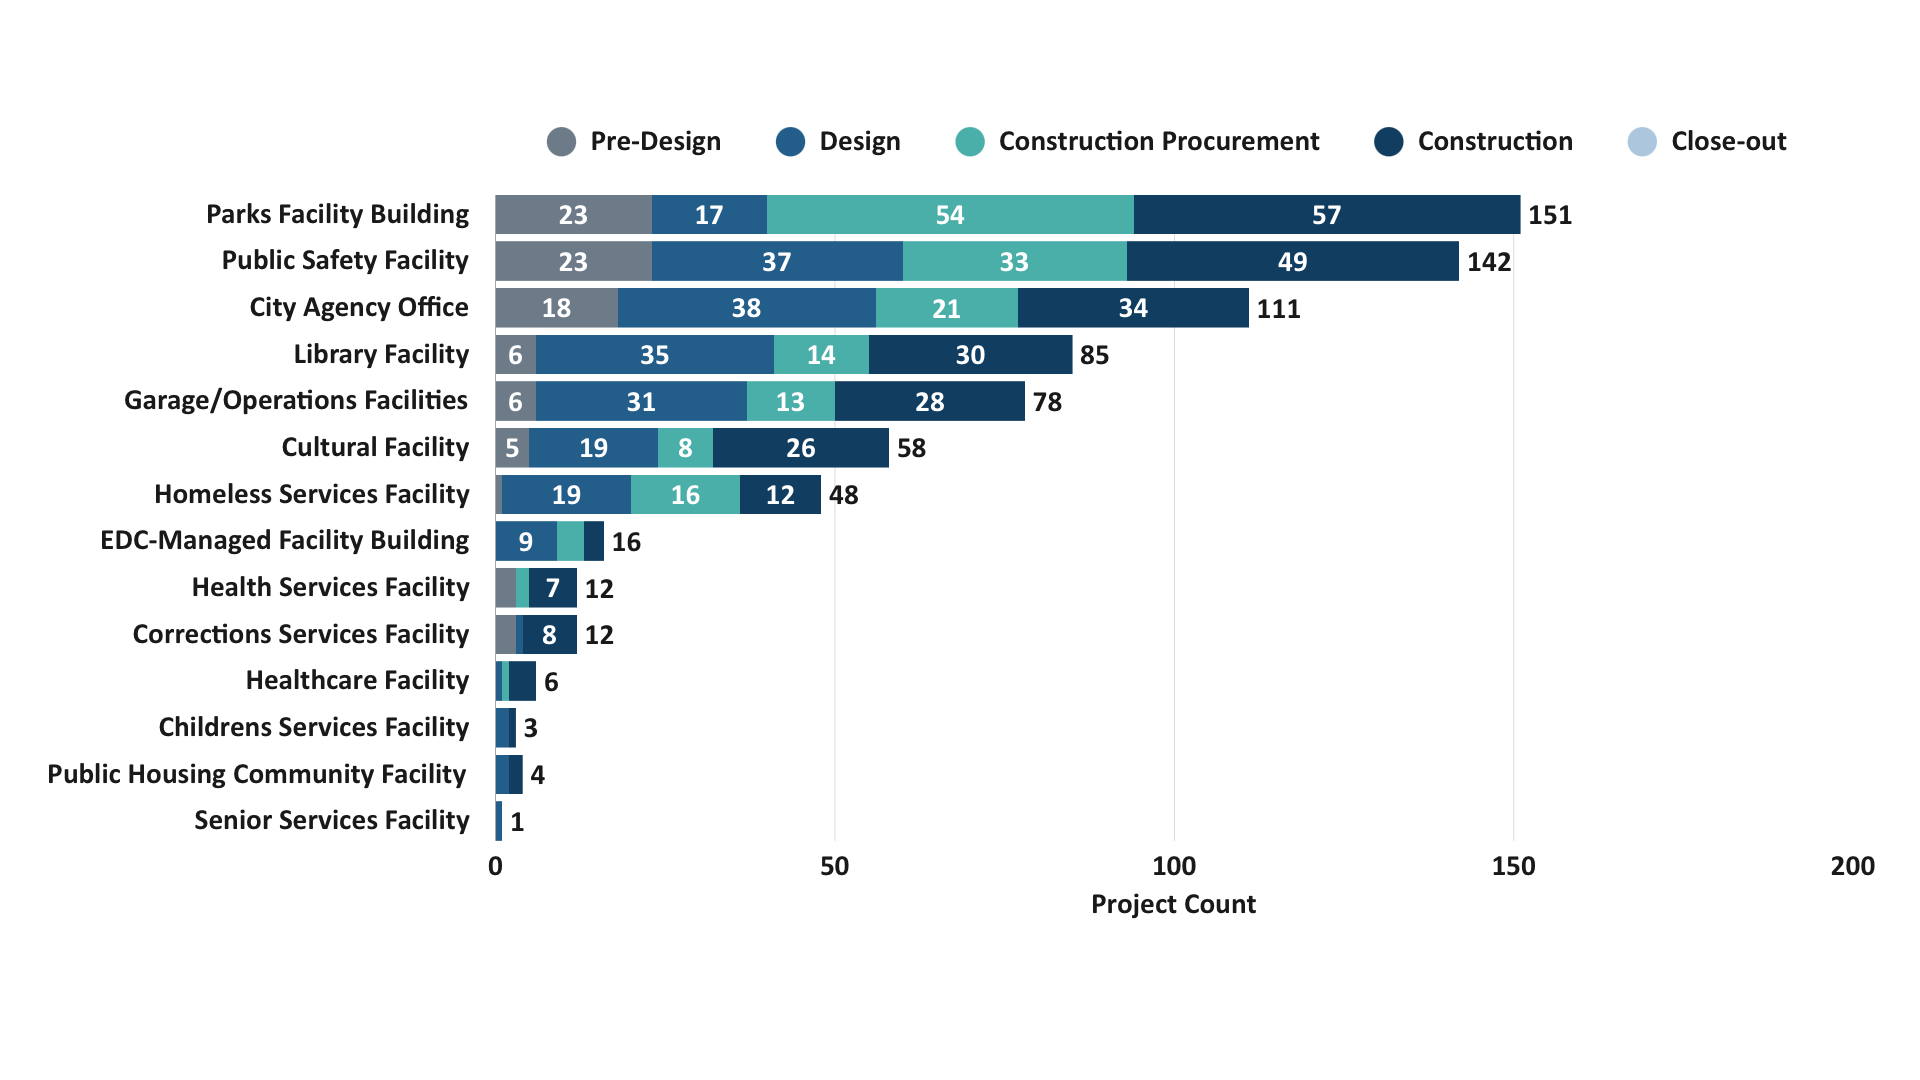 Pre-Design Design Construction Procurement Construction Close-out
Parks Facility Building 23 17 54 57 151
Public Safety Facility 23 37 33 49 142
City Agency Office 18 38 21 34 111
Library Facility 6 35 14 30 85
Garage/Operations Facilities 6 31 13 28 78
Cultural Facility 5 19 8 26 58
Homeless Services Facility 19 16 12 48
EDC-Managed Facility Building 9 16
Health Services Facility 7 12
Corrections Services Facility 8 12
Healthcare Facility 6
Childrens Services Facility 3
Public Housing Community Facility 4
Senior Services Facility 1
0 50 100 150 200
Project Count